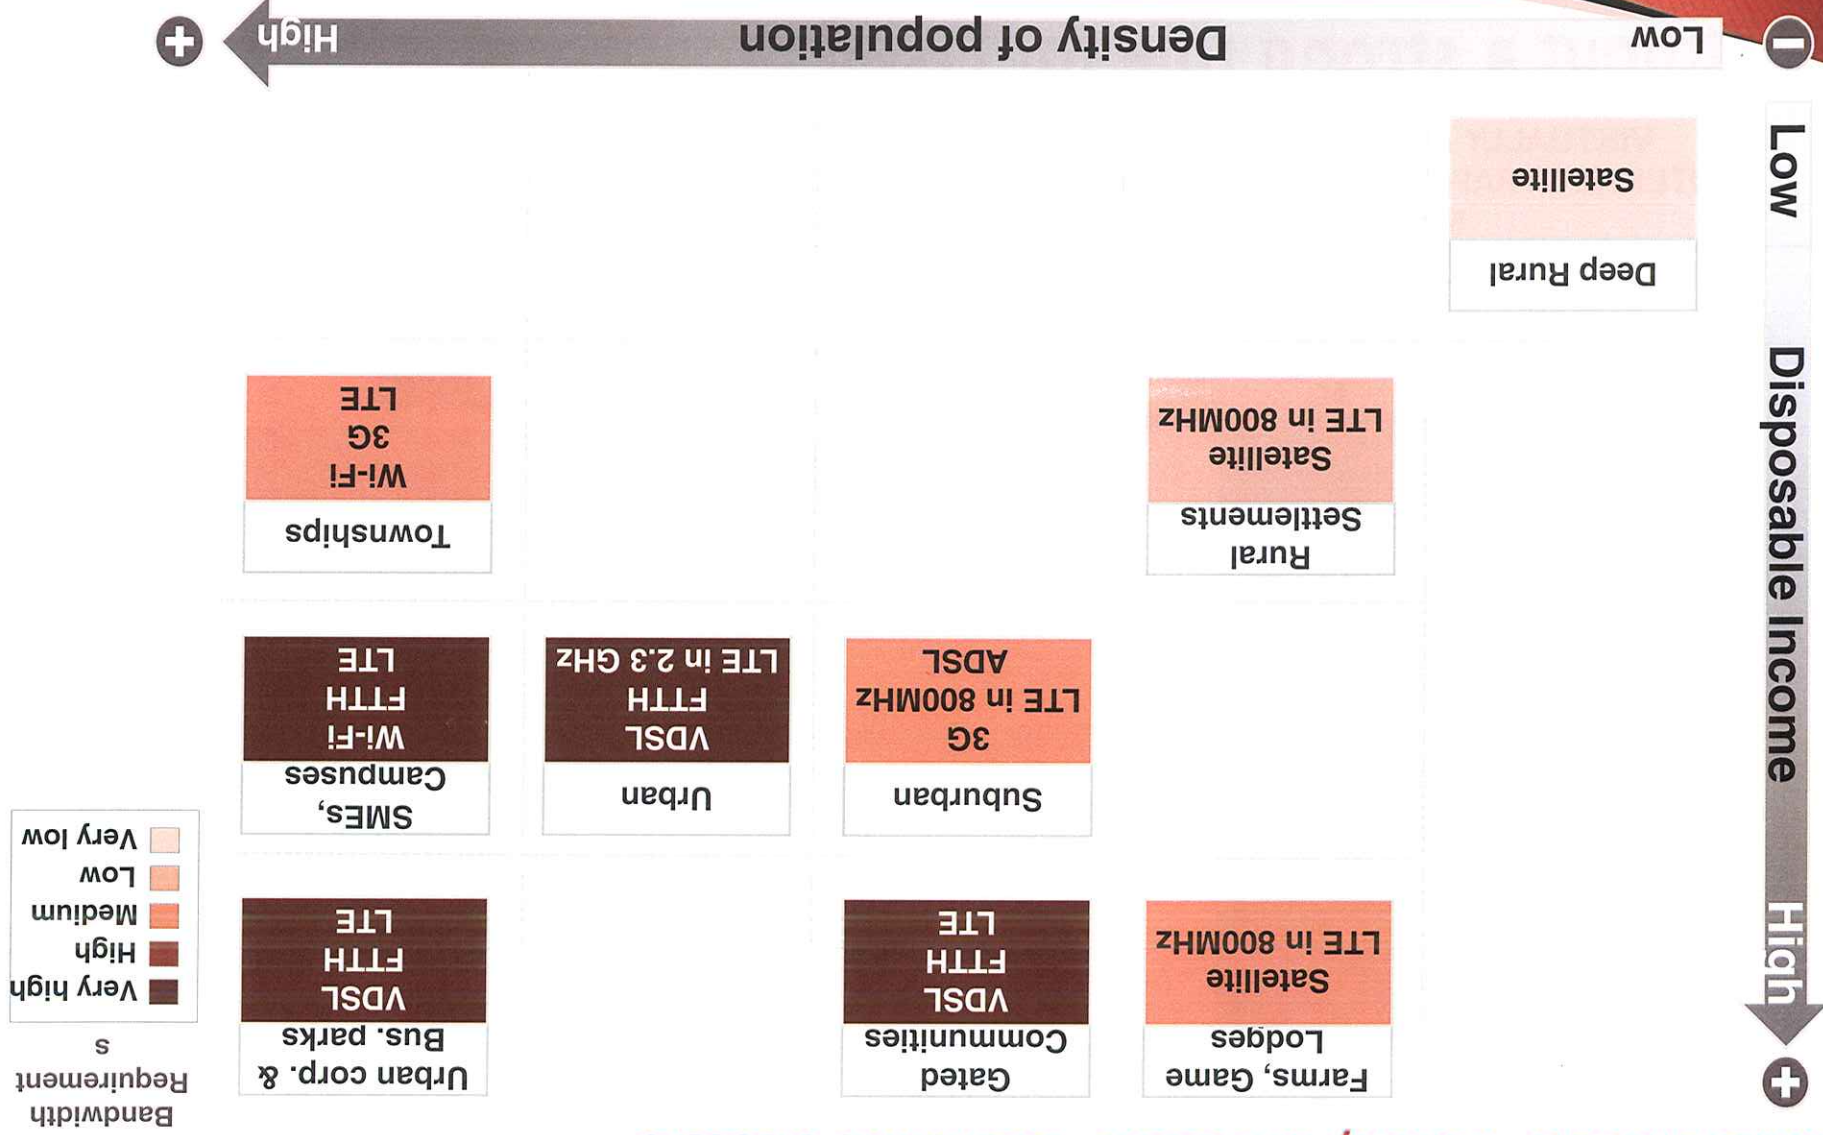 Bandwidth
Requirement
s
Very high
High
Medium
Low
Very low
High
Disposable Income
Low
Farms, Game
Lodges
Satellite
LTE in 800MHz
Gated
Communities
VDSL
FTTH
LTE
Urban corp. &
Bus. parks
VDSL
FTTH
LTE
Suburban
3G
LTE in 800MHz
ADSL
Urban
VDSL
FTTH
LTE in 2.3 GHz
SMEs,
Campuses
Wi-Fi
FTTH
LTE
Rural
Settlements
Satellite
LTE in 800MHz
Townships
Wi-Fi
3G
LTE
Deep Rural
Satellite
Low
Density of population
High